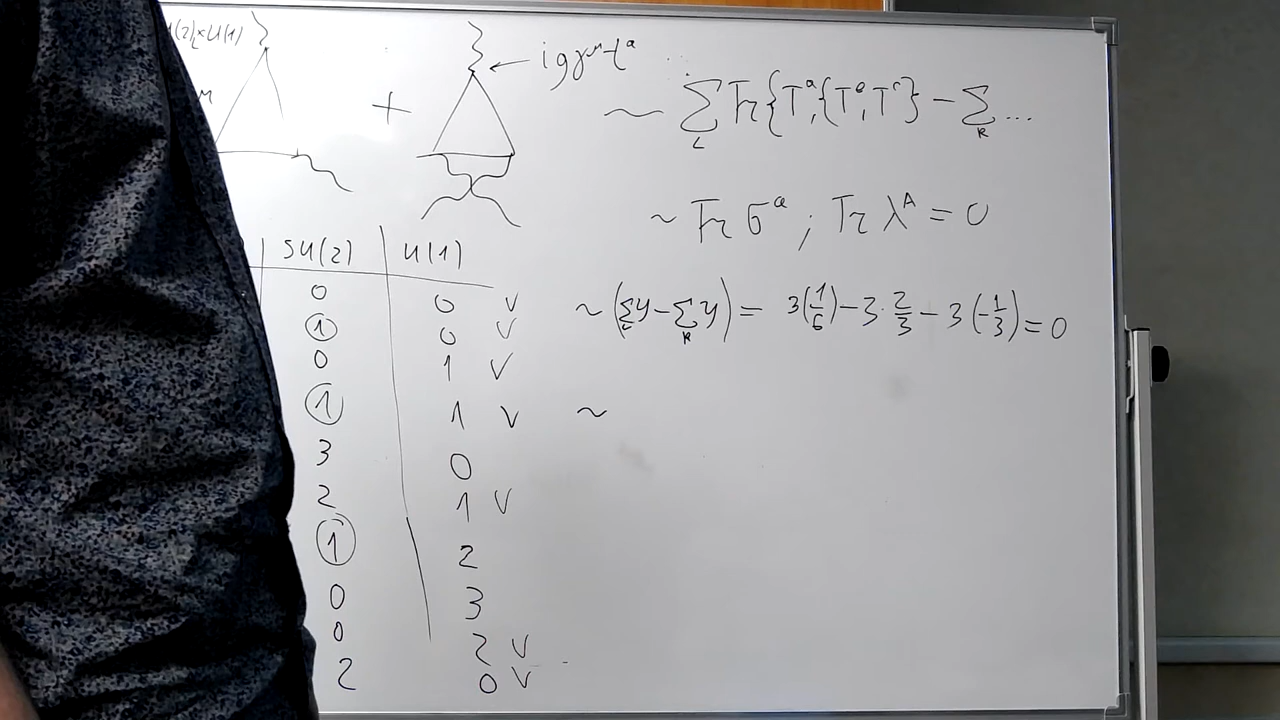 (2)_L×U(1)
M
+
← igγ^μ t^a
~ Σ_L Tr{T^a,{T^e,T^c} − Σ_R ...
~ Tr σ^a ; Tr λ^A = 0
SU(2) | U(1)
0 0 V
1 0 V
0 1 V
1 1 V
3 0
2 1 V
1 2
0 3
0 2 V
2 0 V
~ (Σ_L y − Σ_R y) = 3(1/6) − 3·2/3 − 3(−1/3) = 0
~